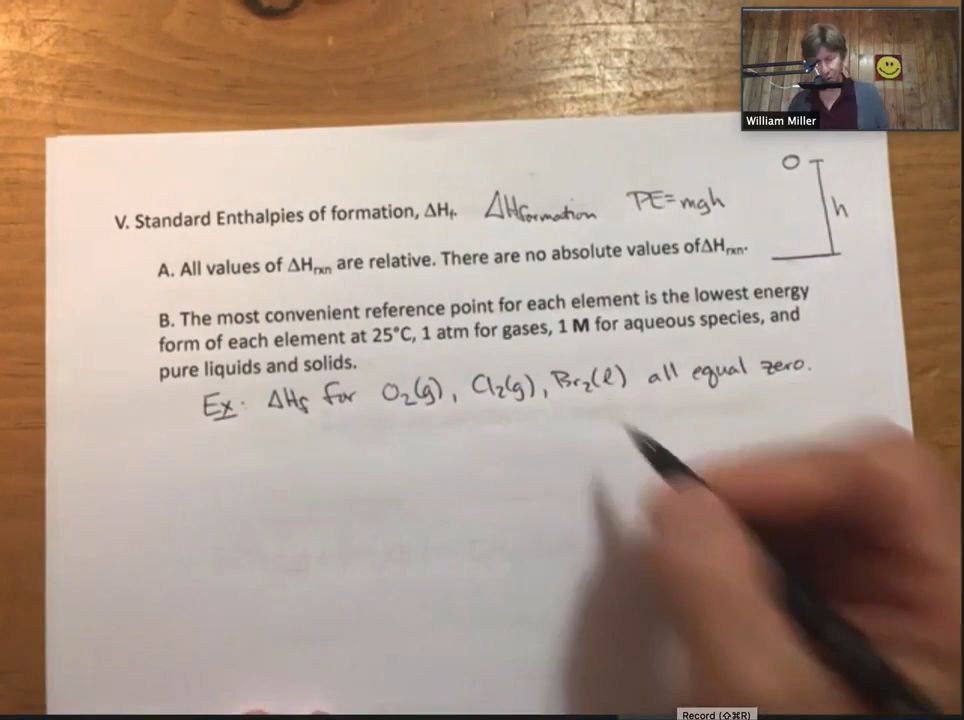 William Miller
V. Standard Enthalpies of formation, ΔHf. ΔHformation PE=mgh
h
A. All values of ΔHrxn are relative. There are no absolute values ofΔHrxn.
B. The most convenient reference point for each element is the lowest energy
form of each element at 25°C, 1 atm for gases, 1 M for aqueous species, and
pure liquids and solids.
Ex: ΔHf for O2(g), Cl2(g), Br2(l) all equal zero.
Record (⇧⌘R)